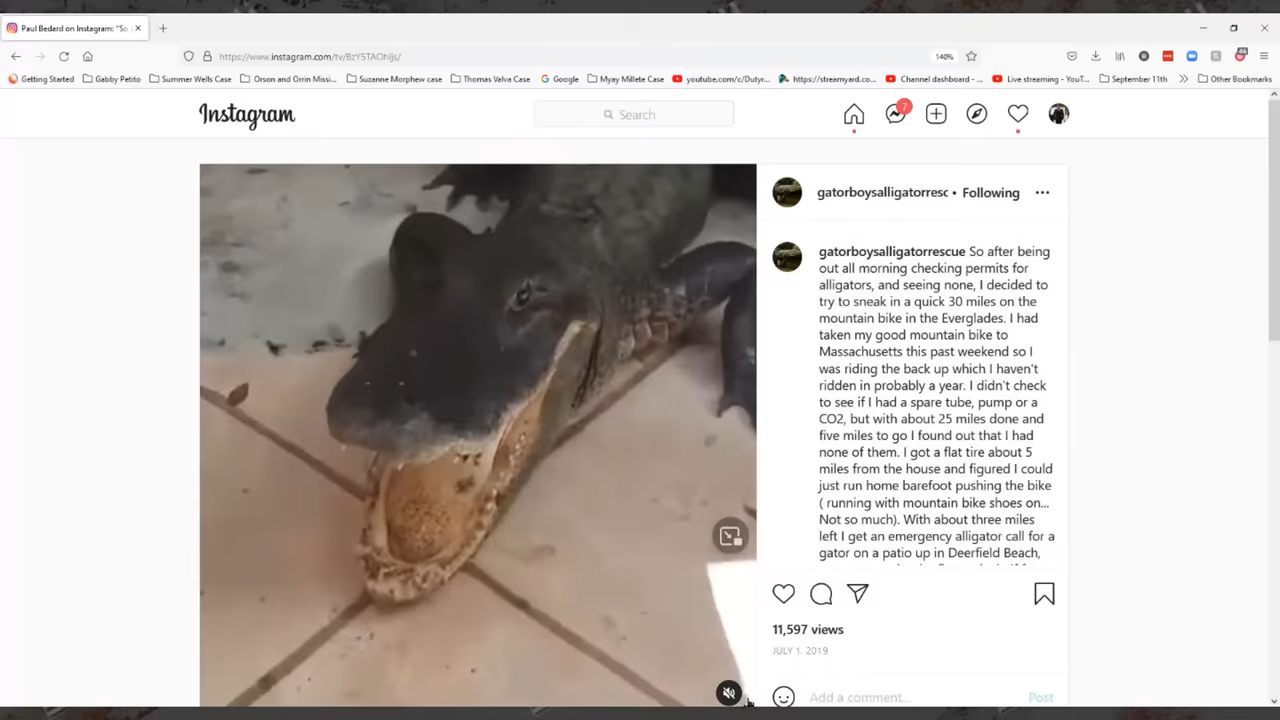 Paul Bedard on Instagram: "So
https://www.instagram.com/tv/BzY5TAOhIjs/
140%
Getting Started
Gabby Petito
Summer Wells Case
Orson and Orrin Missi...
Suzanne Morphew case
Thomas Valva Case
Google
Myay Millete Case
youtube.com/c/Dutyr...
https://streamyard.co...
Channel dashboard - ...
Live streaming - YouT...
September 11th
Other Bookmarks
Instagram
Search
7
gatorboysalligatorresc • Following
gatorboysalligatorrescue So after being
out all morning checking permits for
alligators, and seeing none, I decided to
try to sneak in a quick 30 miles on the
mountain bike in the Everglades. I had
taken my good mountain bike to
Massachusetts this past weekend so I
was riding the back up which I haven't
ridden in probably a year. I didn't check
to see if I had a spare tube, pump or a
CO2, but with about 25 miles done and
five miles to go I found out that I had
none of them. I got a flat tire about 5
miles from the house and figured I could
just run home barefoot pushing the bike
( running with mountain bike shoes on...
Not so much). With about three miles
left I get an emergency alligator call for a
gator on a patio up in Deerfield Beach,
11,597 views
JULY 1, 2019
Add a comment...
Post